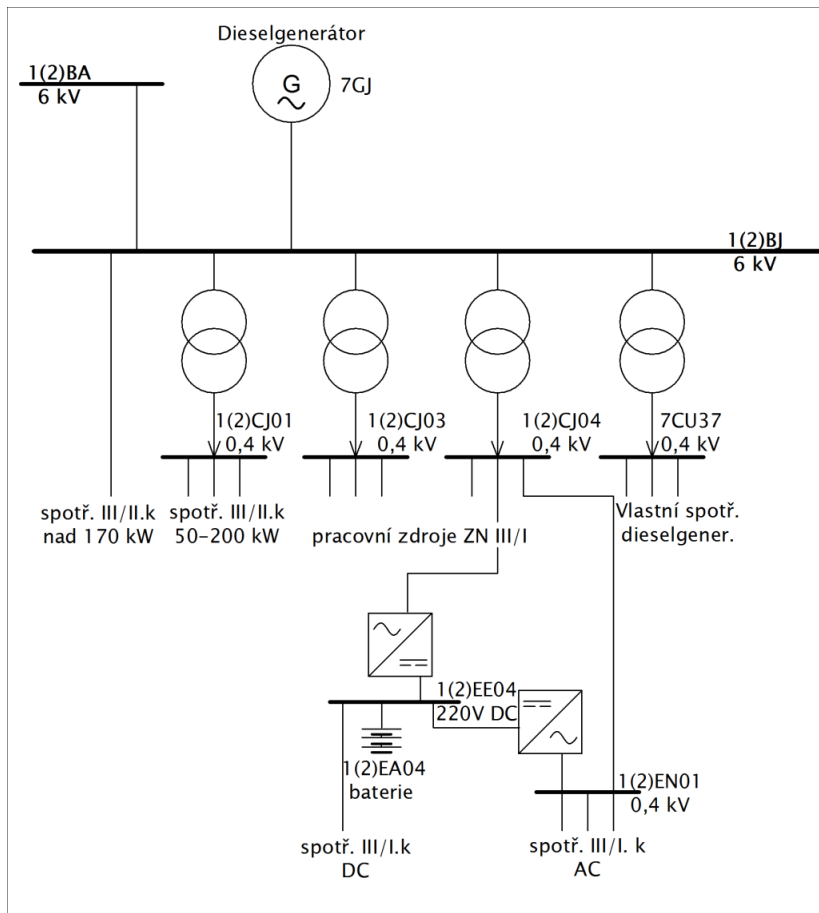 Dieselgenerátor
G
7GJ
1(2)BA
6 kV
1(2)BJ
6 kV
1(2)CJ01
0,4 kV
1(2)CJ03
0,4 kV
1(2)CJ04
0,4 kV
7CU37
0,4 kV
spotř. III/II.k
nad 170 kW
spotř. III/II.k
50-200 kW
pracovní zdroje ZN III/I
Vlastní spotř.
dieselgener.
1(2)EE04
220V DC
1(2)EA04
baterie
1(2)EN01
0,4 kV
spotř. III/I.k
DC
spotř. III/I. k
AC